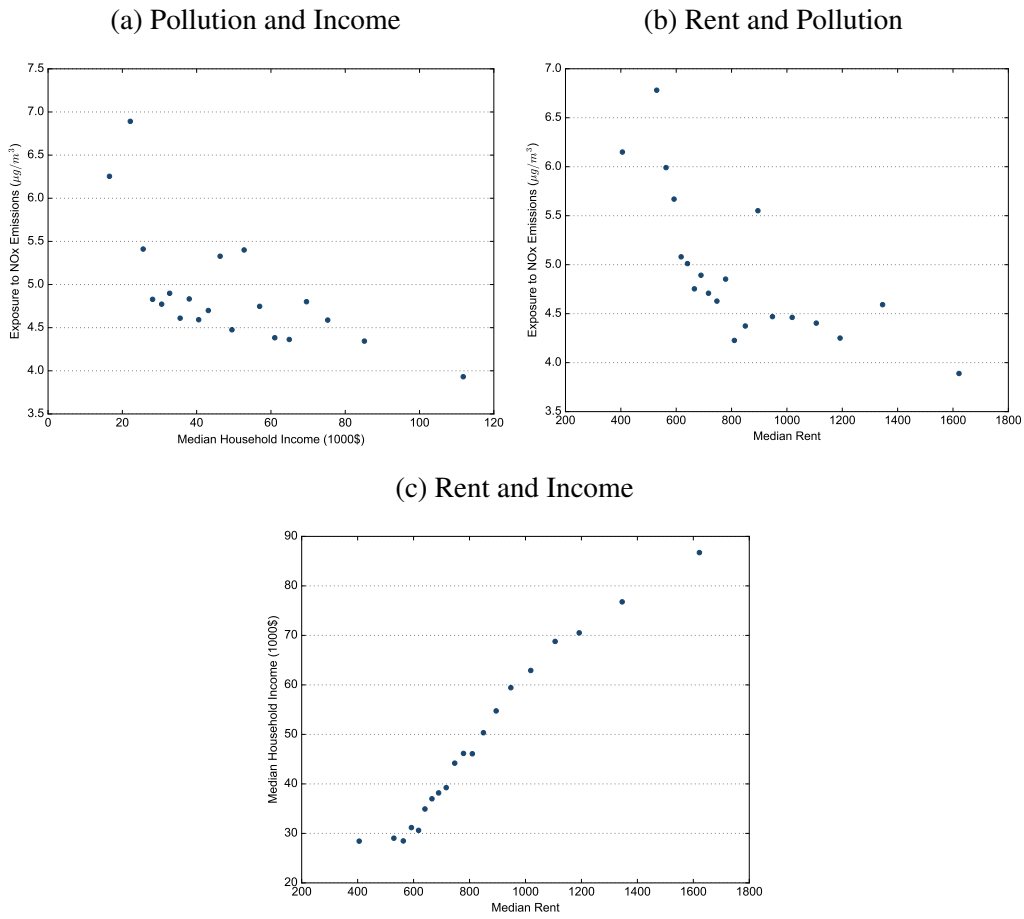 (a) Pollution and Income
7.5
7.0
6.5
6.0
5.5
5.0
4.5
4.0
3.5
0 20 40 60 80 100 120
Exposure to NOx Emissions (μg/m³)
Median Household Income (1000$)
(b) Rent and Pollution
7.0
6.5
6.0
5.5
5.0
4.5
4.0
3.5
200 400 600 800 1000 1200 1400 1600 1800
Exposure to NOx Emissions (μg/m³)
Median Rent
(c) Rent and Income
90
80
70
60
50
40
30
20
200 400 600 800 1000 1200 1400 1600 1800
Median Household Income (1000$)
Median Rent